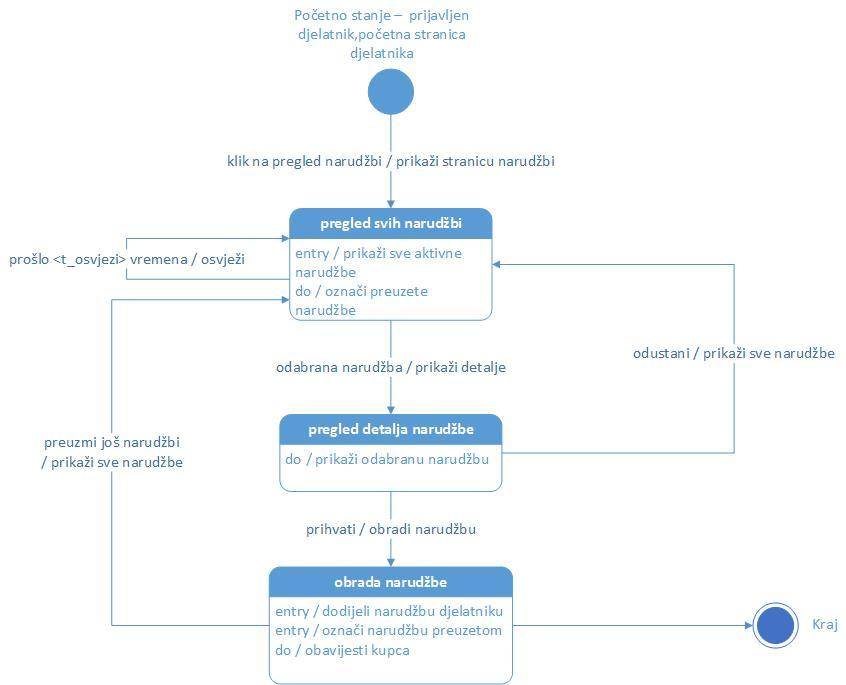 Početno stanje – prijavljen
djelatnik,početna stranica
djelatnika
klik na pregled narudžbi / prikaži stranicu narudžbi
pregled svih narudžbi
entry / prikaži sve aktivne
narudžbe
do / označi preuzete
narudžbe
prošlo <t_osvjezi> vremena / osvježi
odabrana narudžba / prikaži detalje
odustani / prikaži sve narudžbe
pregled detalja narudžbe
do / prikaži odabranu narudžbu
preuzmi još narudžbi
/ prikaži sve narudžbe
prihvati / obradi narudžbu
obrada narudžbe
entry / dodijeli narudžbu djelatniku
entry / označi narudžbu preuzetom
do / obavijesti kupca
Kraj